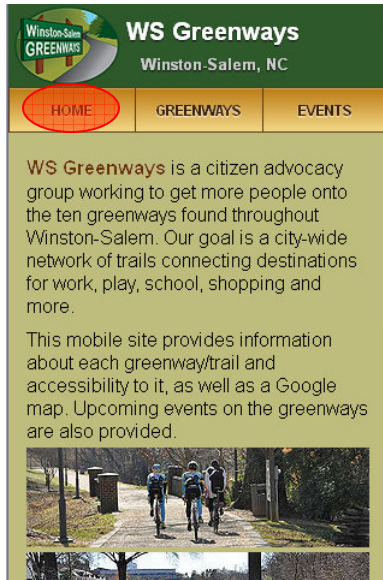 Winston-Salem
GREENWAYS
WS Greenways
Winston-Salem, NC
HOME
GREENWAYS
EVENTS
WS Greenways is a citizen advocacy
group working to get more people onto
the ten greenways found throughout
Winston-Salem. Our goal is a city-wide
network of trails connecting destinations
for work, play, school, shopping and
more.
This mobile site provides information
about each greenway/trail and
accessibility to it, as well as a Google
map. Upcoming events on the greenways
are also provided.